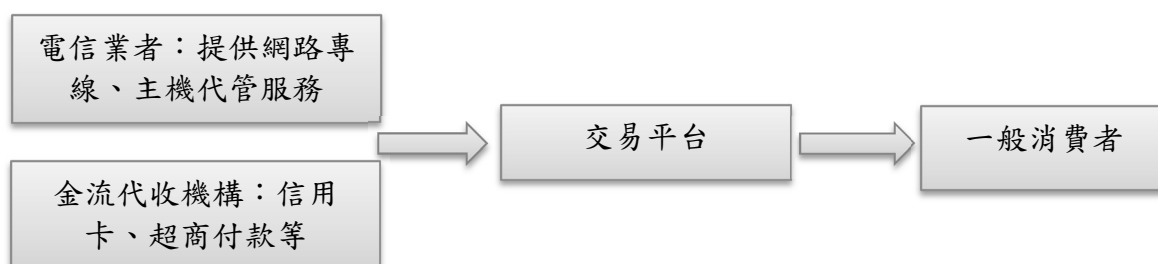 電信業者：提供網路專
線、主機代管服務
交易平台
一般消費者
金流代收機構：信用
卡、超商付款等